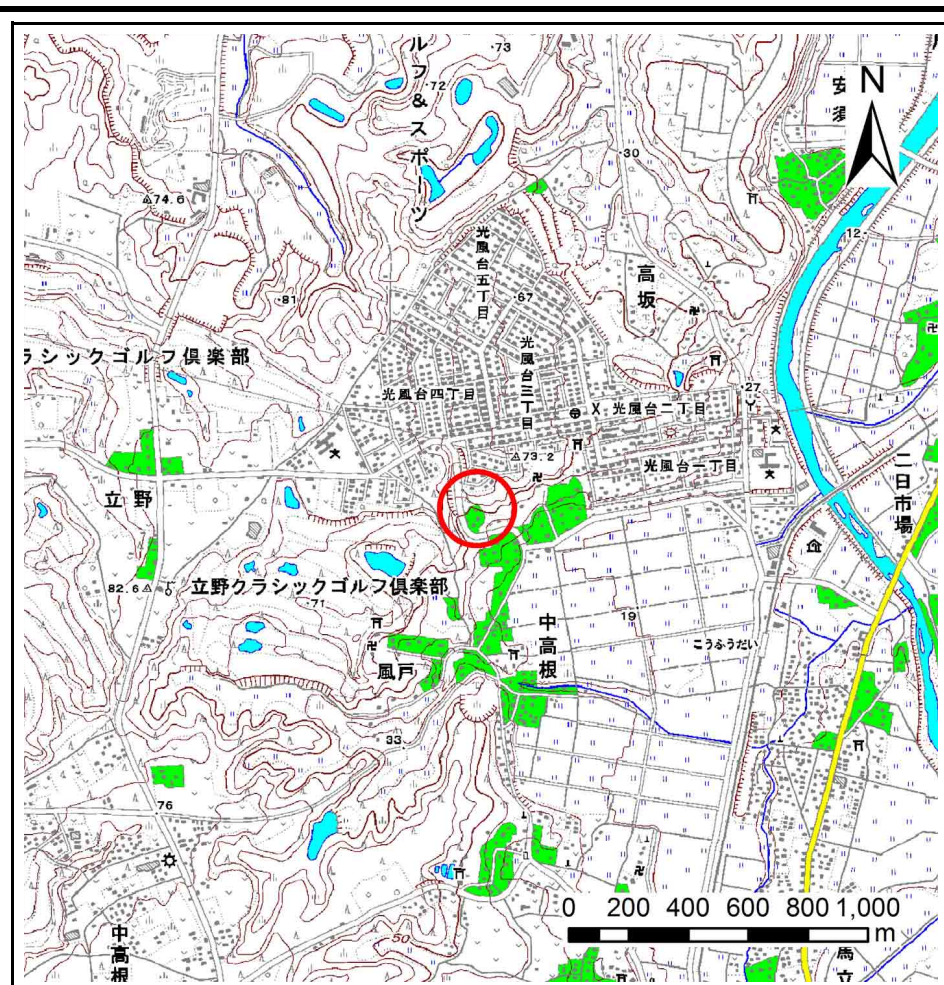 ルフ&スポーツ
73
72
安須
N
30
74.6
12
光風台五丁目
高坂
81
67
ラシックゴルフ倶楽部
光風台三丁目
27
光風台四丁目
X
光風台二丁目
73.2
光風台一丁目
立野
二日市場
82.6
立野クラシックゴルフ倶楽部
71
中高根
19
こうふうだい
風戸
33
76
0 200 400 600 800 1,000
m
中高根
50
馬立